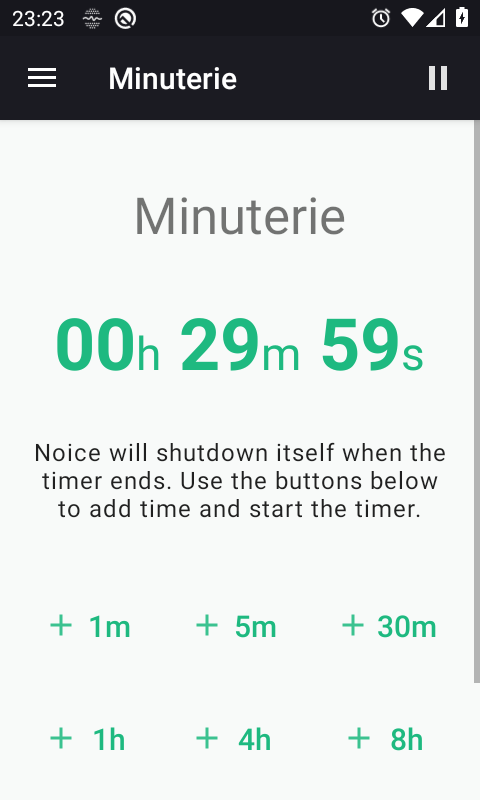 23:23
Minuterie
Minuterie
00h 29m 59s
Noice will shutdown itself when the
timer ends. Use the buttons below
to add time and start the timer.
+ 1m + 5m + 30m
+ 1h + 4h + 8h